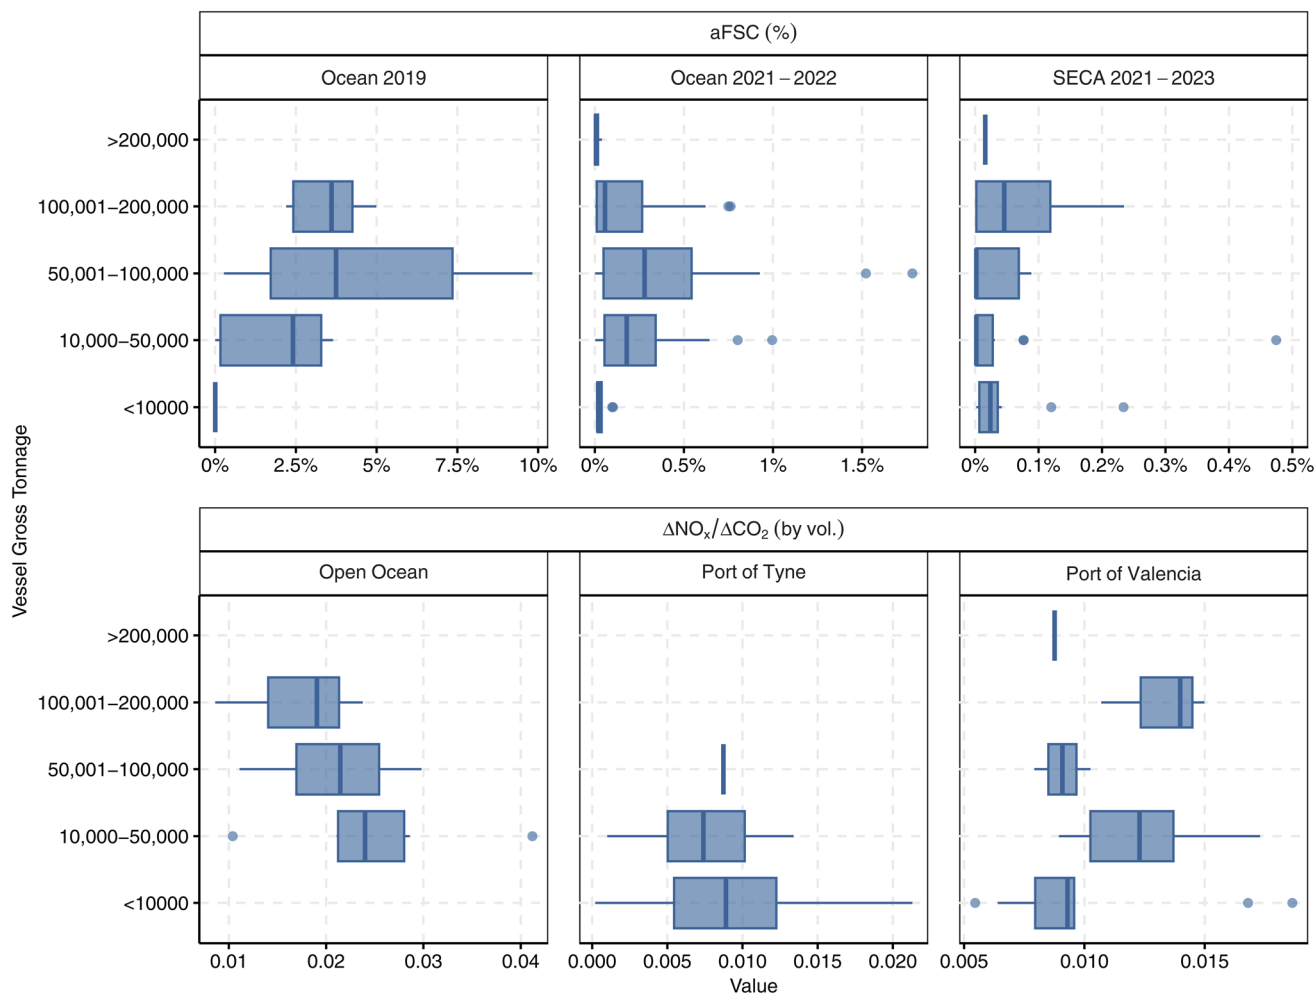 aFSC (%)
Ocean 2019
Ocean 2021 – 2022
SECA 2021 – 2023
>200,000
100,001–200,000
50,001–100,000
10,000–50,000
<10000
0% 2.5% 5% 7.5% 10%
0% 0.5% 1% 1.5%
0% 0.1% 0.2% 0.3% 0.4% 0.5%
Vessel Gross Tonnage
ΔNOₓ/ΔCO₂ (by vol.)
Open Ocean
Port of Tyne
Port of Valencia
>200,000
100,001–200,000
50,001–100,000
10,000–50,000
<10000
0.01 0.02 0.03 0.04
0.000 0.005 0.010 0.015 0.020
0.005 0.010 0.015
Value